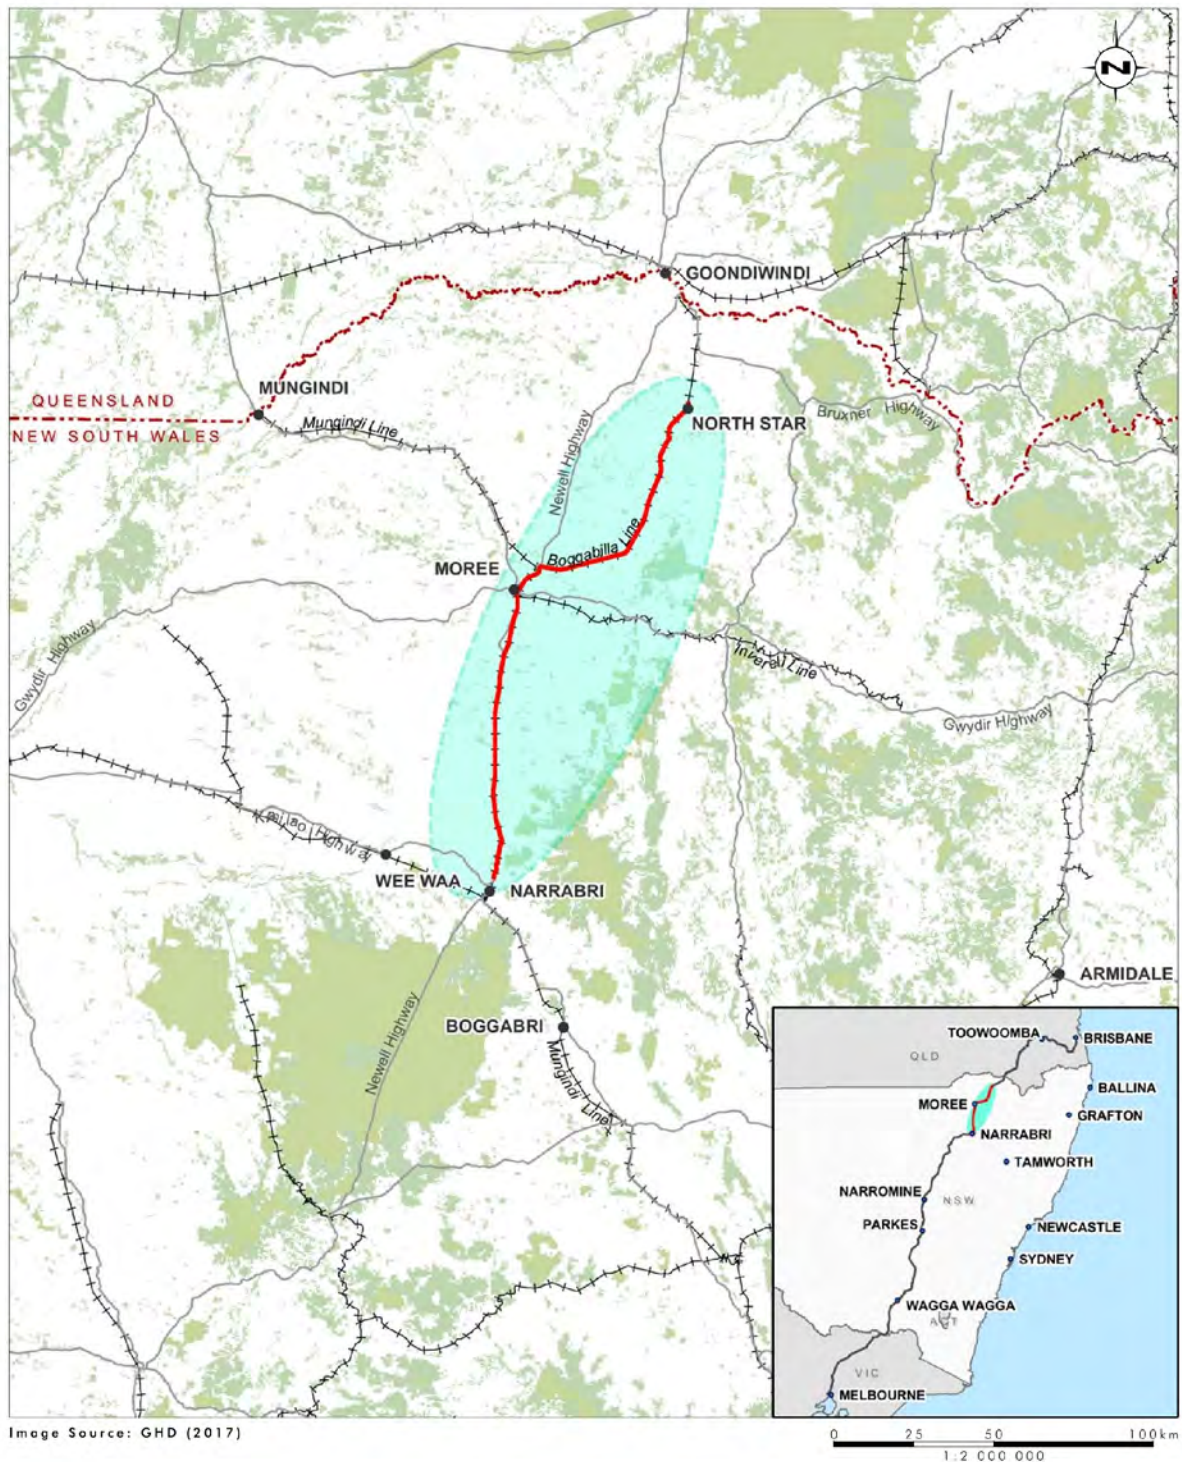 N
GOONDIWINDI
MUNGINDI
QUEENSLAND
NEW SOUTH WALES
Mungindi Line
Newell Highway
NORTH STAR
Bruxner Highway
Boggabilla Line
MOREE
Gwydir Highway
Inverell Line
Gwydir Highway
Highway
WEE WAA
NARRABRI
ARMIDALE
Newell Highway
BOGGABRI
Mungindi Line
TOOWOOMBA
BRISBANE
QLD
BALLINA
MOREE
GRAFTON
NARRABRI
TAMWORTH
NARROMINE
NSW
PARKES
NEWCASTLE
SYDNEY
WAGGA WAGGA
ACT
VIC
MELBOURNE
Image Source: GHD (2017)
0 25 50 100km
1:2 000 000